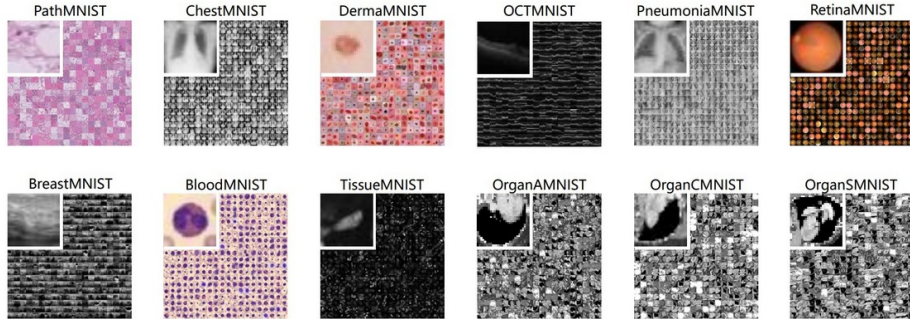 PathMNIST
ChestMNIST
DermaMNIST
OCTMNIST
PneumoniaMNIST
RetinaMNIST
BreastMNIST
BloodMNIST
TissueMNIST
OrganAMNIST
OrganCMNIST
OrganSMNIST